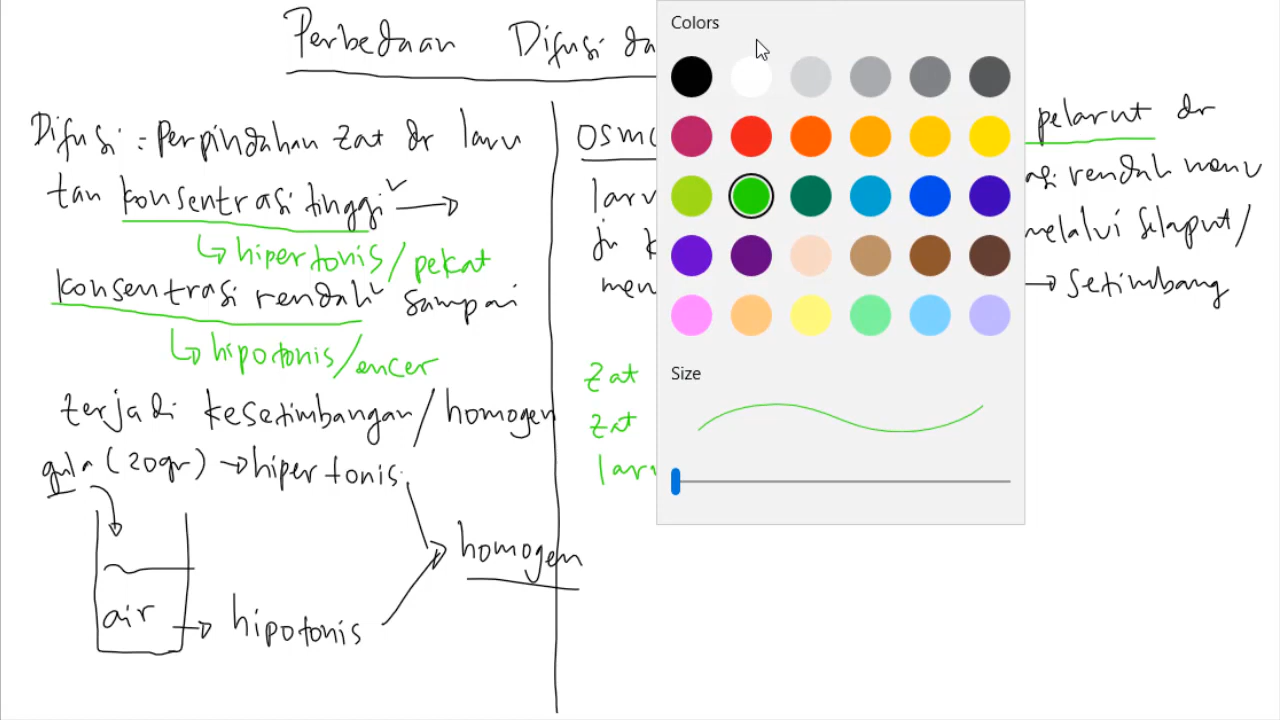 Perbedaan Difusi da
Difusi : Perpindahan zat dr laru
tan konsentrasi tinggi →
↳ hipertonis/pekat
konsentrasi rendah sampai
↳ hipotonis/encer
terjadi kesetimbangan/homogen
gula (20gr) → hipertonis
homogen
air → hipotonis
osmo
pelarut dr
laru
asi rendah menu
melalui selaput/
men
→ Setimbang
zat
zat
laru
Colors
Size